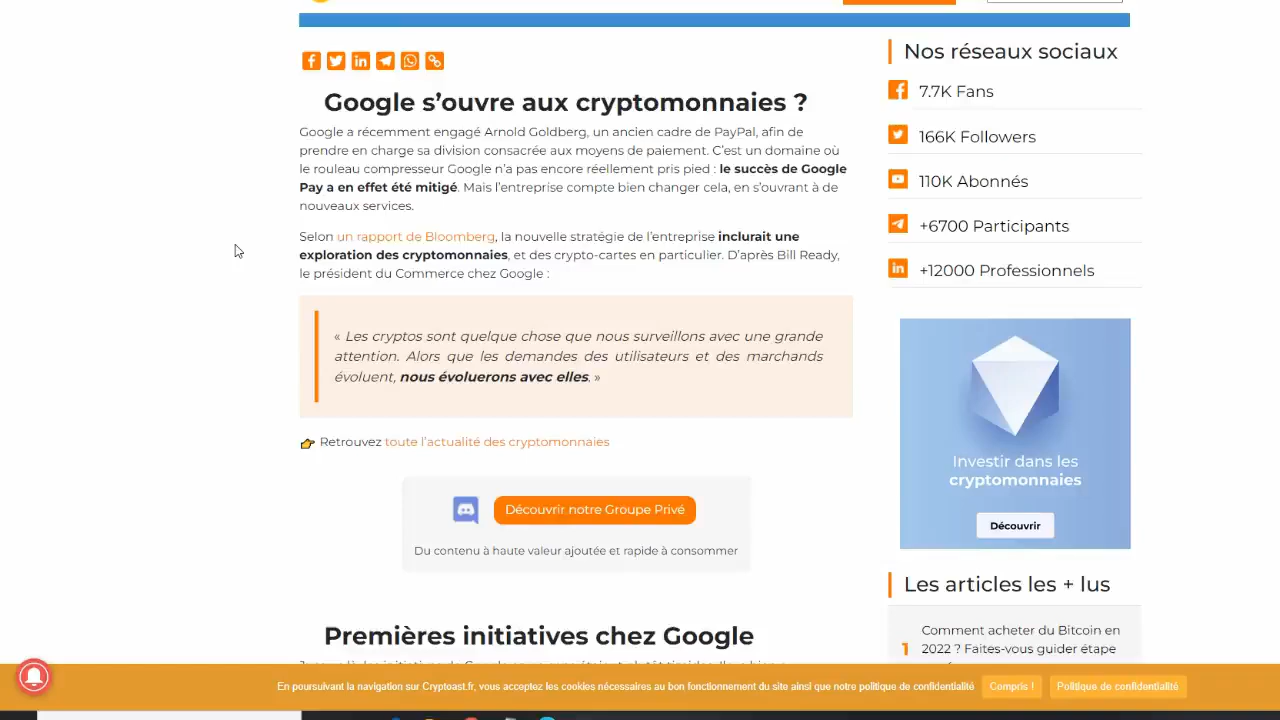 Google s’ouvre aux cryptomonnaies ?
Google a récemment engagé Arnold Goldberg, un ancien cadre de PayPal, afin de
prendre en charge sa division consacrée aux moyens de paiement. C’est un domaine où
le rouleau compresseur Google n’a pas encore réellement pris pied : le succès de Google
Pay a en effet été mitigé. Mais l’entreprise compte bien changer cela, en s’ouvrant à de
nouveaux services.
Selon un rapport de Bloomberg, la nouvelle stratégie de l’entreprise inclurait une
exploration des cryptomonnaies, et des crypto-cartes en particulier. D’après Bill Ready,
le président du Commerce chez Google :
« Les cryptos sont quelque chose que nous surveillons avec une grande
attention. Alors que les demandes des utilisateurs et des marchands
évoluent, nous évoluerons avec elles. »
Retrouvez toute l’actualité des cryptomonnaies
Découvrir notre Groupe Privé
Du contenu à haute valeur ajoutée et rapide à consommer
Premières initiatives chez Google
Nos réseaux sociaux
7.7K Fans
166K Followers
110K Abonnés
+6700 Participants
+12000 Professionnels
Investir dans les
cryptomonnaies
Découvrir
Les articles les + lus
1
Comment acheter du Bitcoin en
2022 ? Faites-vous guider étape
En poursuivant la navigation sur Cryptoast.fr, vous acceptez les cookies nécessaires au bon fonctionnement du site ainsi que notre politique de confidentialité
Compris !
Politique de confidentialité